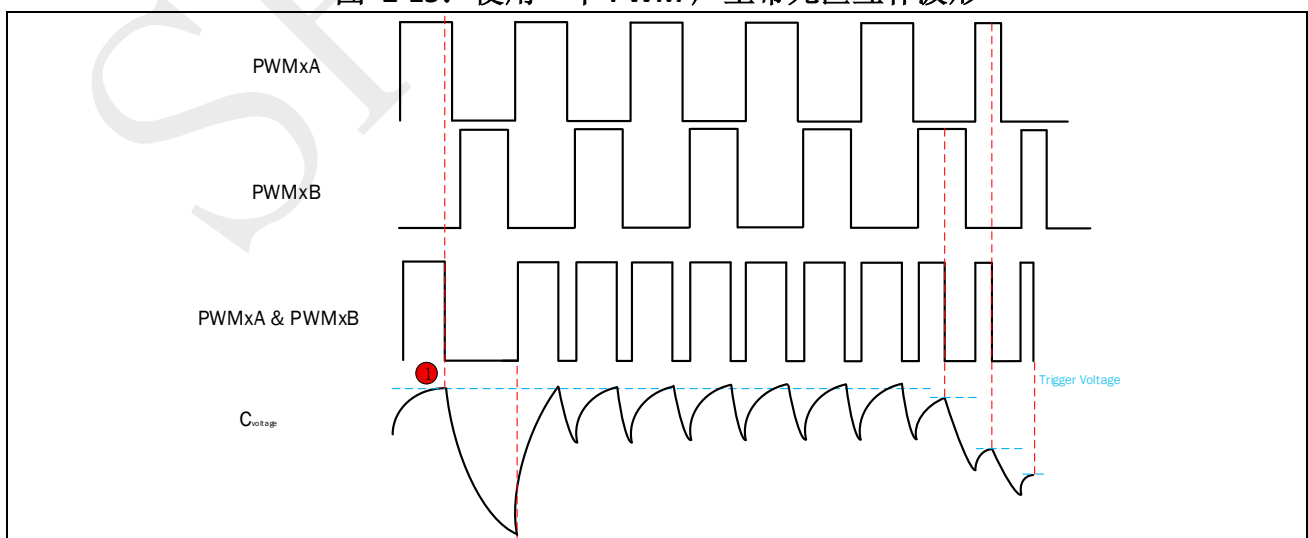 PWMxA
PWMxB
PWMxA & PWMxB
1
Trigger Voltage
Cvoltage